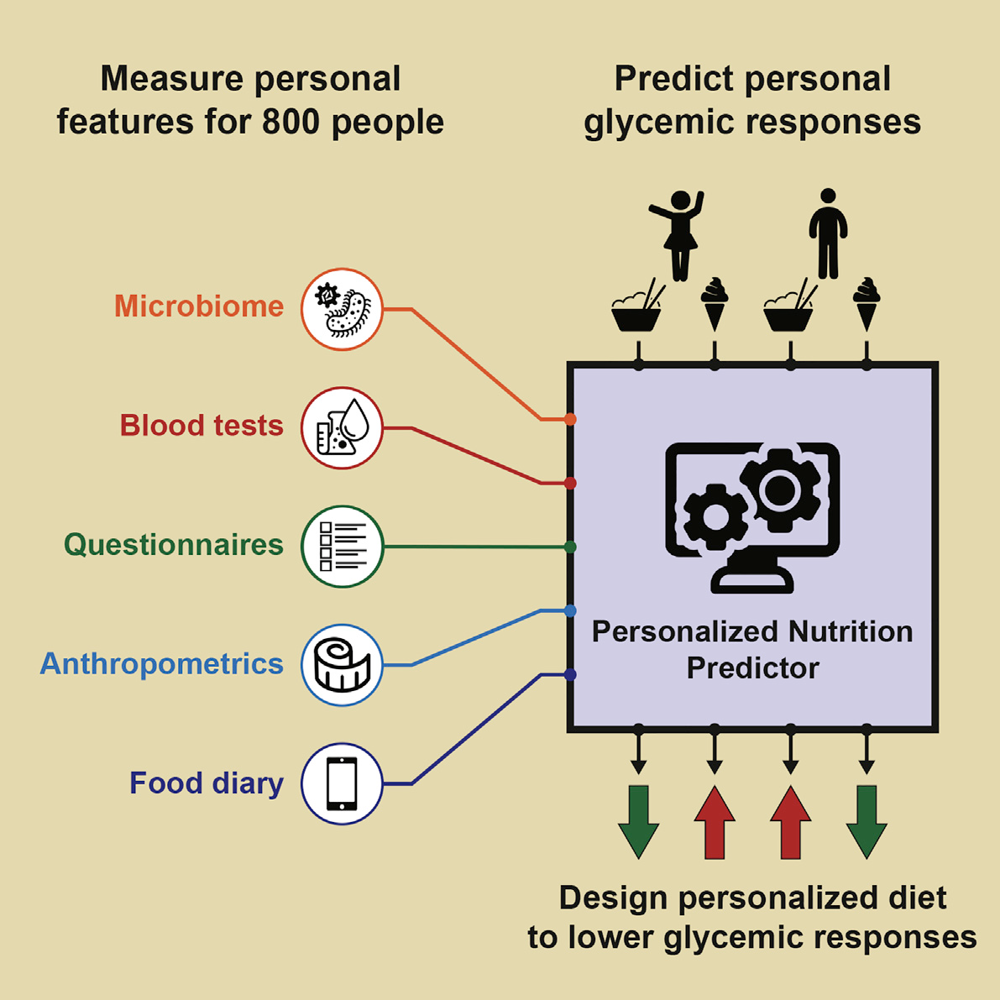 Measure personal
features for 800 people
Predict personal
glycemic responses
Microbiome
Blood tests
Questionnaires
Anthropometrics
Food diary
Personalized Nutrition
Predictor
Design personalized diet
to lower glycemic responses